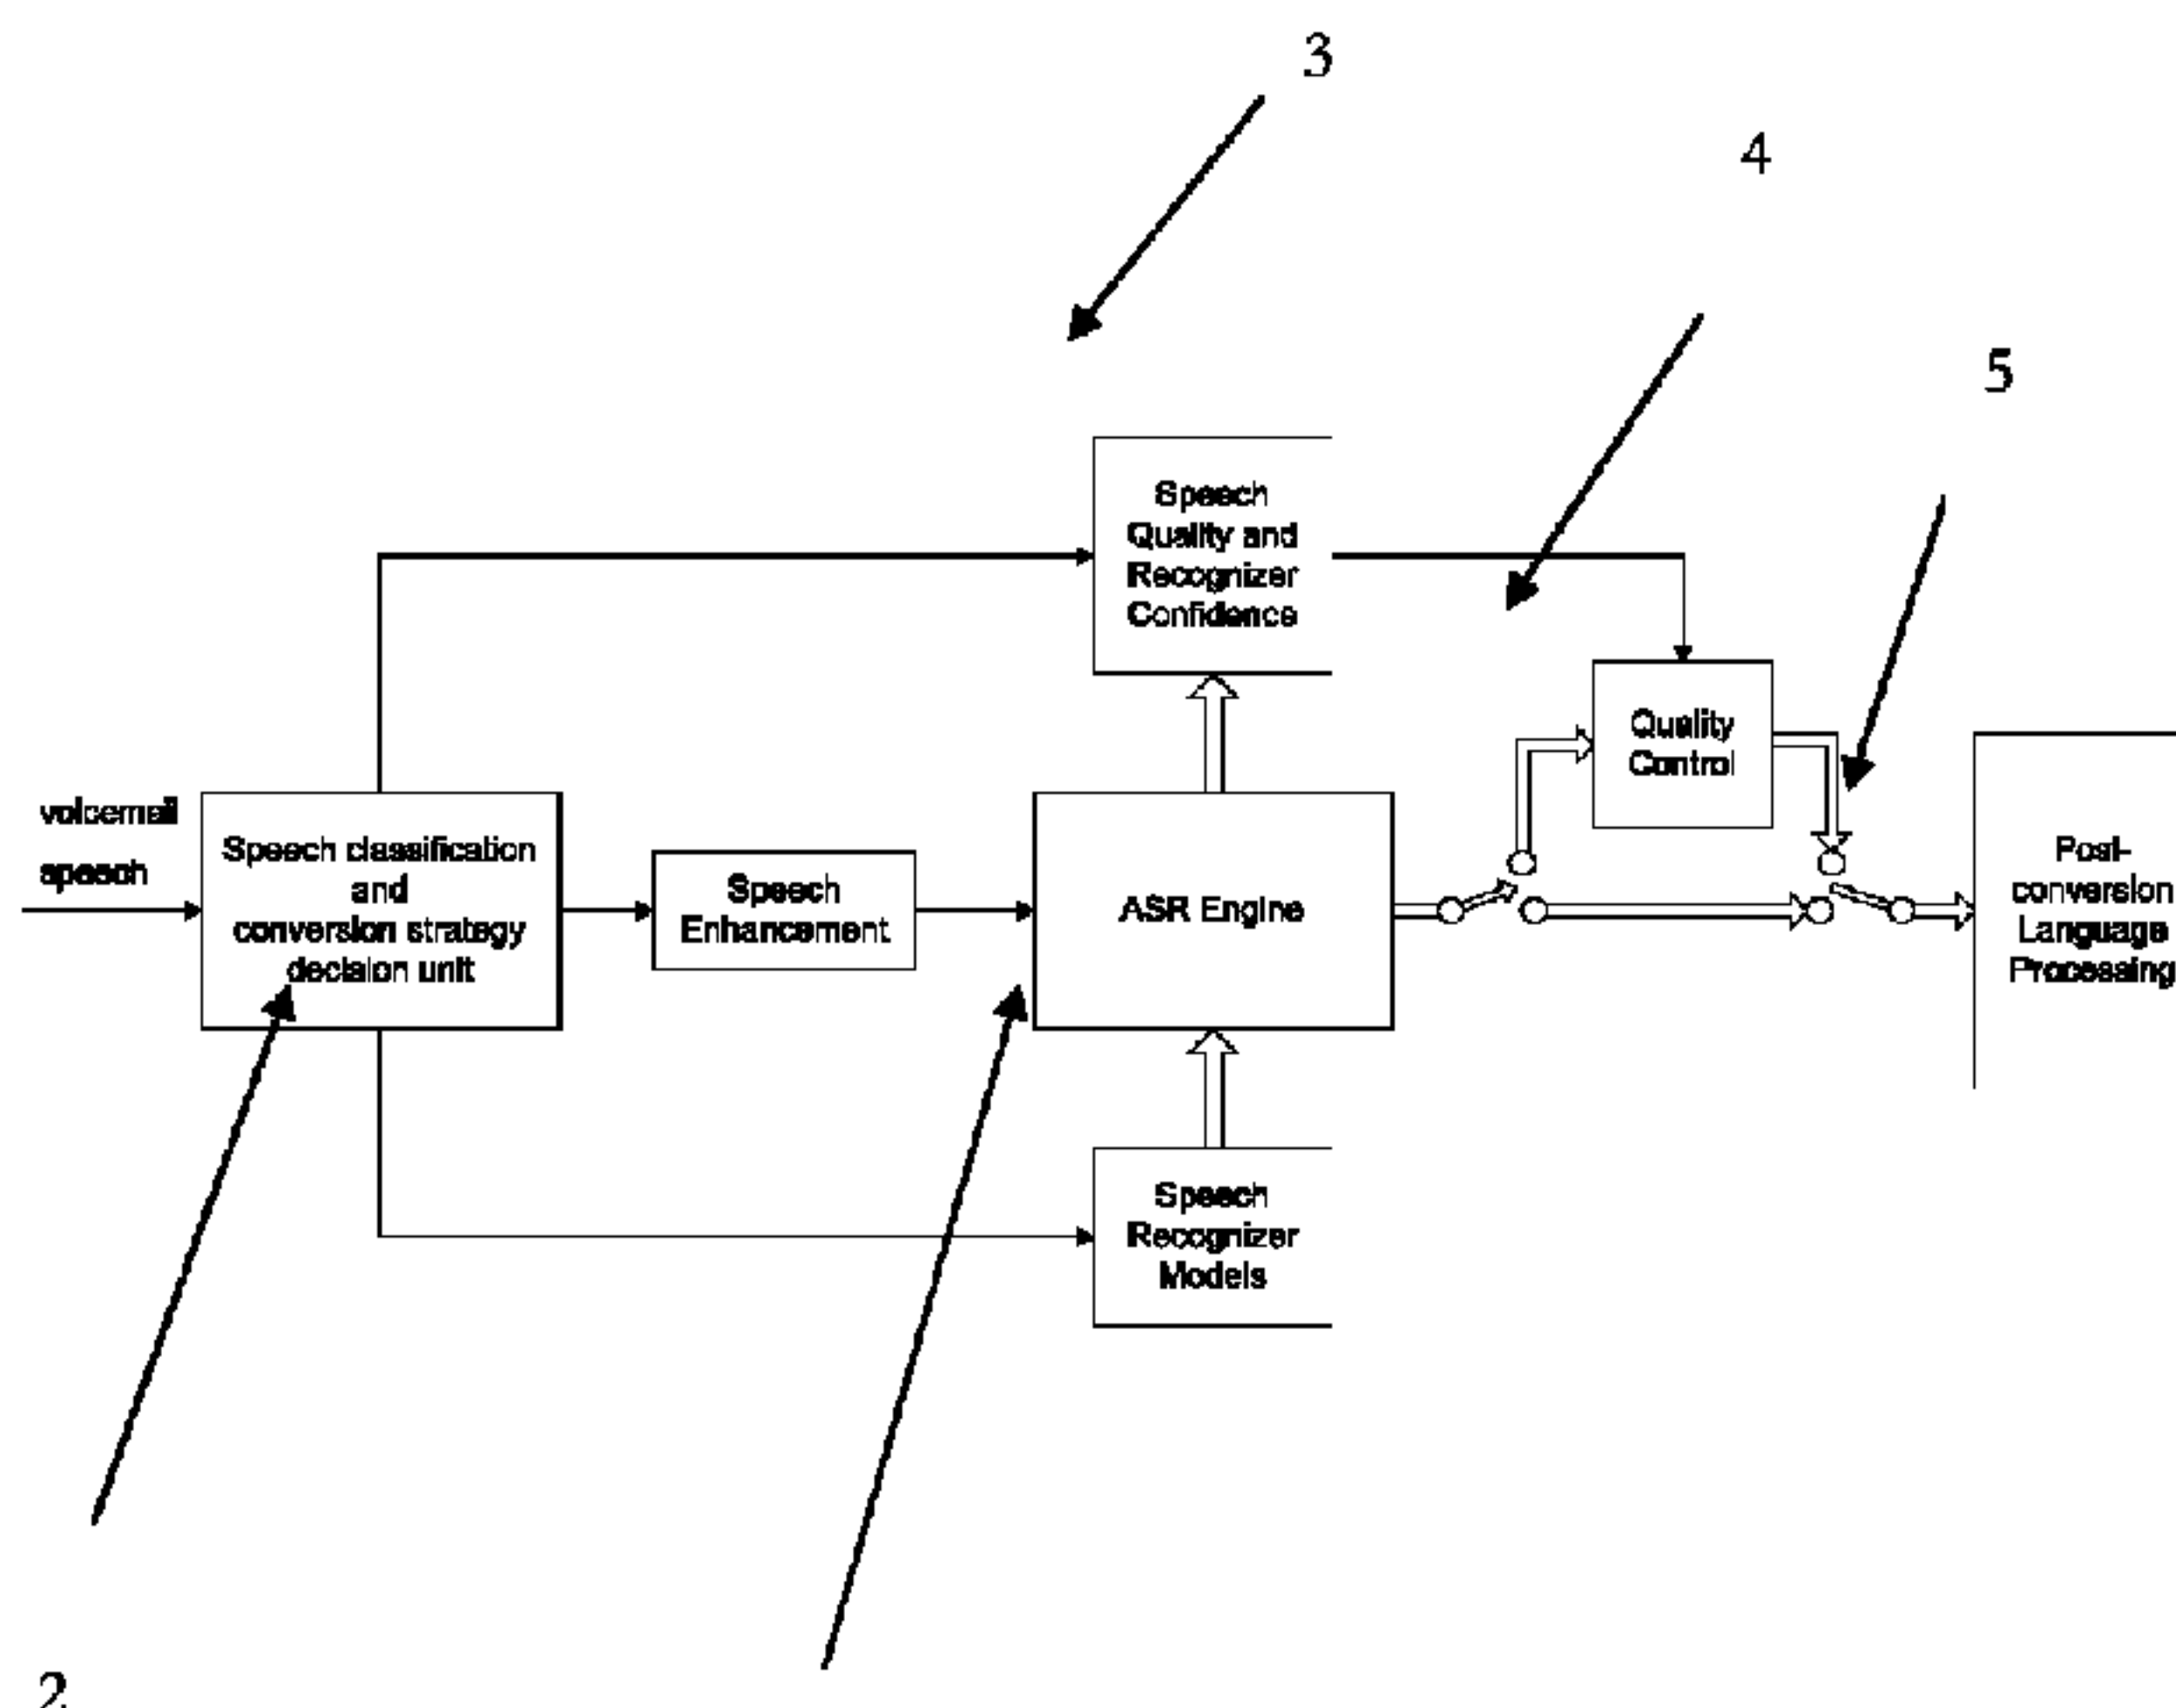 3
4
5
Speech
Quality and
Recognizer
Confidence
Quality
Control
voicemail
speech
Speech classification
and
conversion strategy
decision unit
Speech
Enhancement
ASR Engine
Post-
conversion
Language
Processing
Speech
Recognizer
Models
2